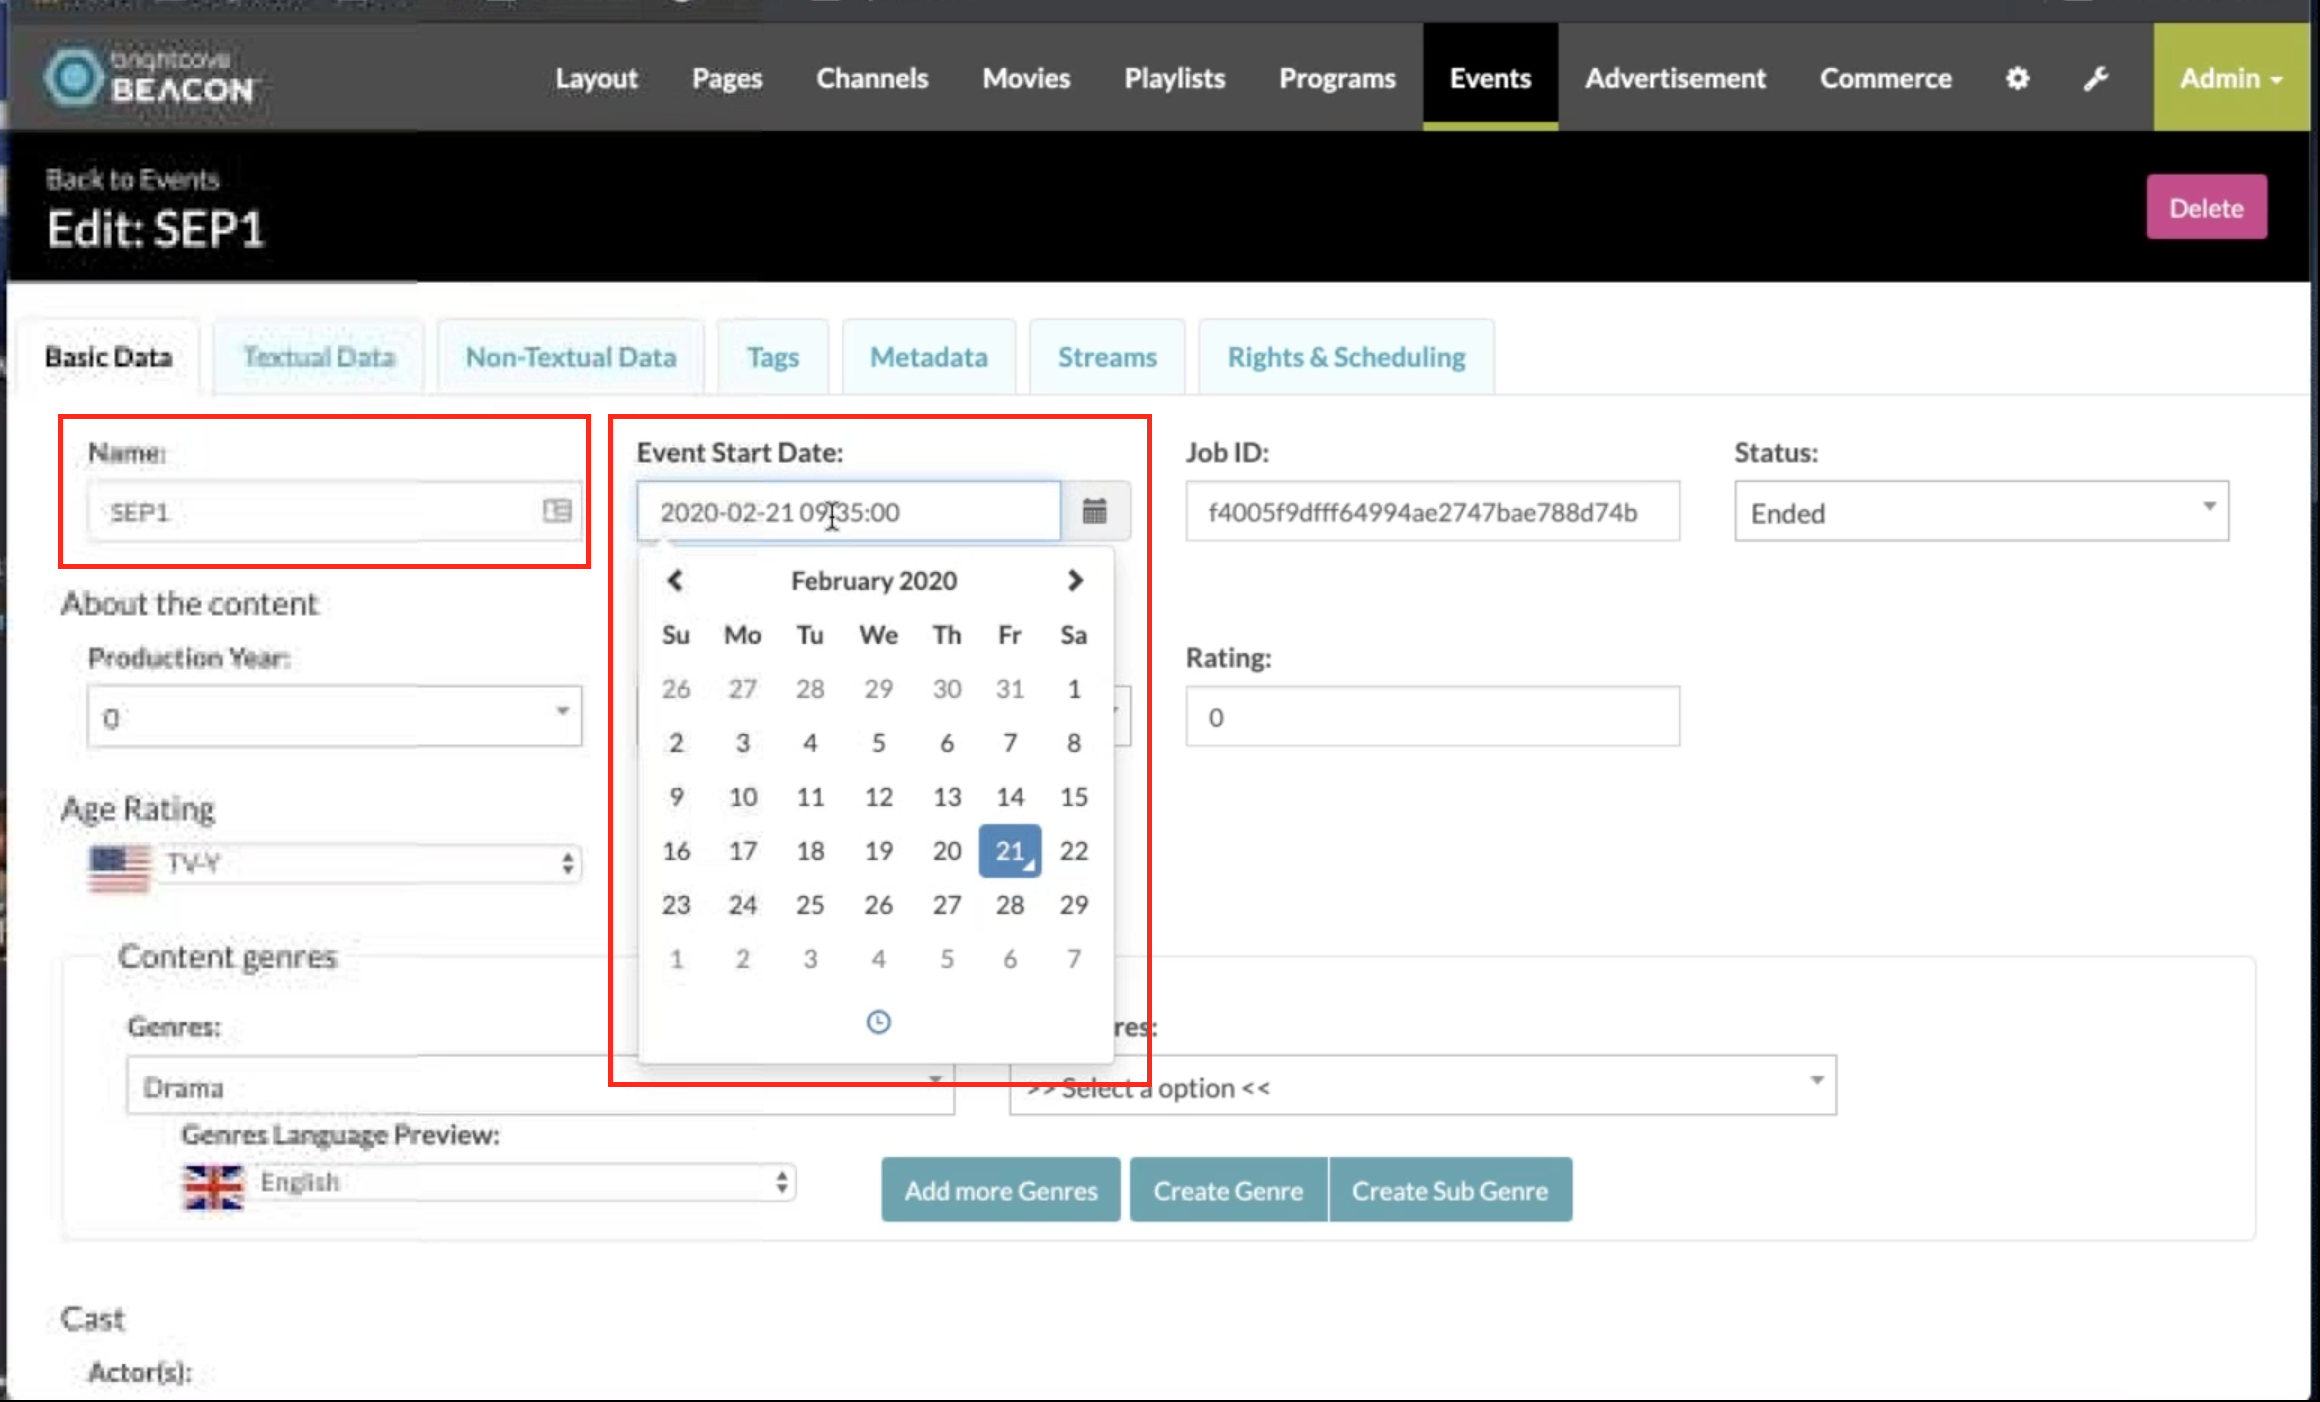 brightcove
BEACON
Layout Pages Channels Movies Playlists Programs Events Advertisement Commerce Admin
Back to Events
Edit: SEP1
Delete
Basic Data Textual Data Non-Textual Data Tags Metadata Streams Rights & Scheduling
Name: Event Start Date: Job ID: Status:
SEP1 2020-02-21 09:35:00 f4005f9dfff64994ae2747bae788d74b Ended
February 2020
Su Mo Tu We Th Fr Sa
26 27 28 29 30 31 1
2 3 4 5 6 7 8
9 10 11 12 13 14 15
16 17 18 19 20 21 22
23 24 25 26 27 28 29
1 2 3 4 5 6 7
About the content
Production Year: Rating:
0 0
Age Rating
TV-Y
Content genres
Genres: res:
Drama >> Select a option <<
Genres Language Preview:
English Add more Genres Create Genre Create Sub Genre
Cast
Actor(s):